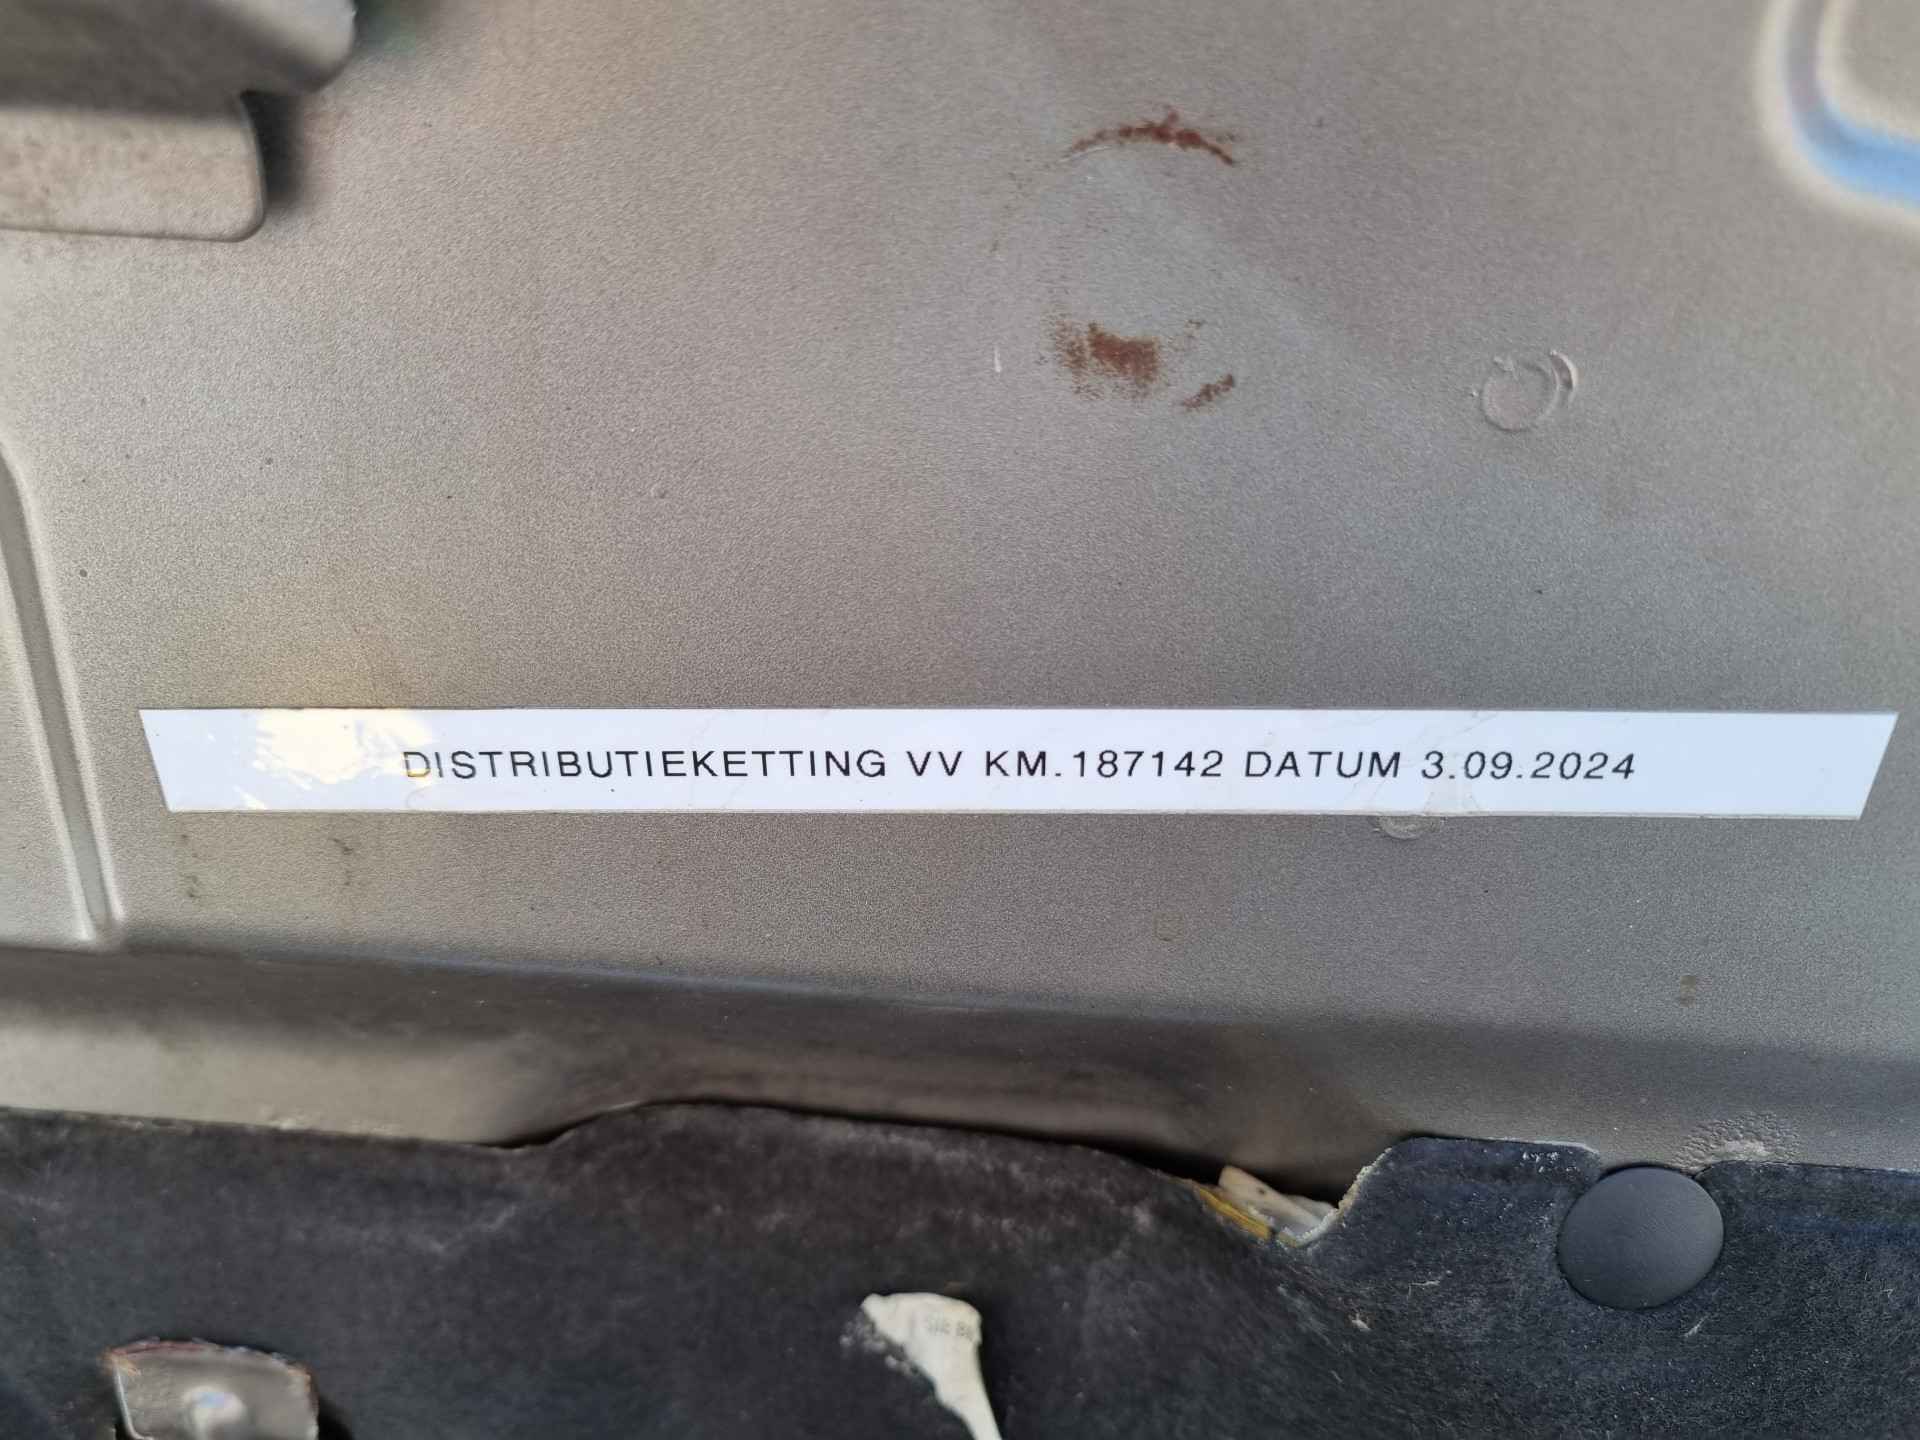 DISTRIBUTIEKETTING VV KM.187142 DATUM 3.09.2024